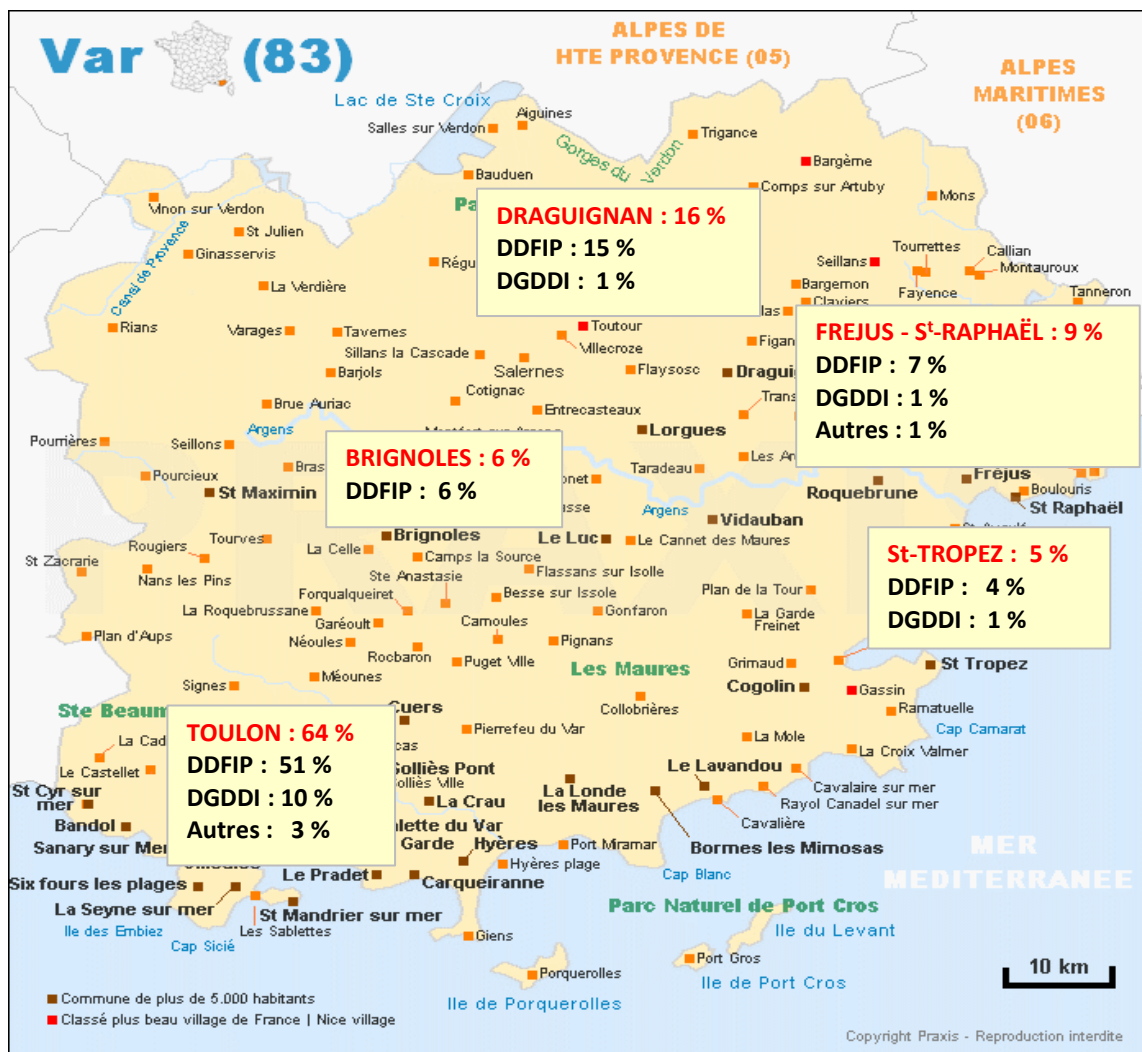 Var (83)
ALPES DE
HTE PROVENCE (05)
ALPES
MARITIMES
(06)
Lac de Ste Croix
Aiguines
Salles sur Verdon
Trigance
Gorges du
Verdon
Bargème
Bauduen
Comps sur Artuby
Mons
Vinon sur Verdon
St Julien
Ginasservis
Canal de Provence
DRAGUIGNAN : 16 %
DDFIP : 15 %
DGDDI : 1 %
Tourrettes
Callian
Seillans
Montauroux
Fayence
Bargemon
Claviers
Tanneron
La Verdière
Rians
Varages
Tavernes
Toutour
Villecroze
Sillans la Cascade
Salernes
Flayosc
Barjols
Cotignac
Brue Auriac
Entrecasteaux
Argens
Lorgues
FREJUS - Sᵗ-RAPHAËL : 9 %
DDFIP : 7 %
DGDDI : 1 %
Autres : 1 %
Pourrières
Seillons
Pourcieux
St Maximin
BRIGNOLES : 6 %
DDFIP : 6 %
Taradeau
Argens
Roquebrune
Fréjus
Boulouris
St Raphaël
Vidauban
Brignoles
Le Luc
Le Cannet des Maures
St Zacrarie
Rougiers
Tourves
La Celle
Camps la Source
Nans les Pins
Ste Anastasie
Flassans sur Isolle
Forqualqueiret
Besse sur Issole
Plan de la Tour
St-TROPEZ : 5 %
DDFIP : 4 %
DGDDI : 1 %
La Roquebrussane
Garéoult
Carnoules
Gonfaron
La Garde
Freinet
Plan d'Aups
Néoules
Rocbaron
Pignans
Puget Ville
Les Maures
Grimaud
St Tropez
Méounes
Cogolin
Gassin
Signes
Collobrières
Ramatuelle
Cap Camarat
Cuers
Pierrefeu du Var
La Mole
La Croix Valmer
TOULON : 64 %
DDFIP : 51 %
DGDDI : 10 %
Autres : 3 %
Le Castellet
St Cyr sur
mer
Bandol
Solliès Pont
La Crau
La Londe
les Maures
Le Lavandou
Cavalaire sur mer
Rayol Canadel sur mer
Cavalière
Garde
Hyères
Port Miramar
Bormes les Mimosas
Hyères plage
Cap Blanc
Le Pradet
Carqueiranne
MER
MEDITERRANEE
Six fours les plages
La Seyne sur mer
St Mandrier sur mer
Ile des Embiez
Cap Sicié
Les Sablettes
Giens
Parc Naturel de Port Cros
Ile du Levant
Port Gros
Ile de Port Cros
Porquerolles
Ile de Porquerolles
10 km
Commune de plus de 5.000 habitants
Classé plus beau village de France | Nice village
Copyright Praxis - Reproduction interdite